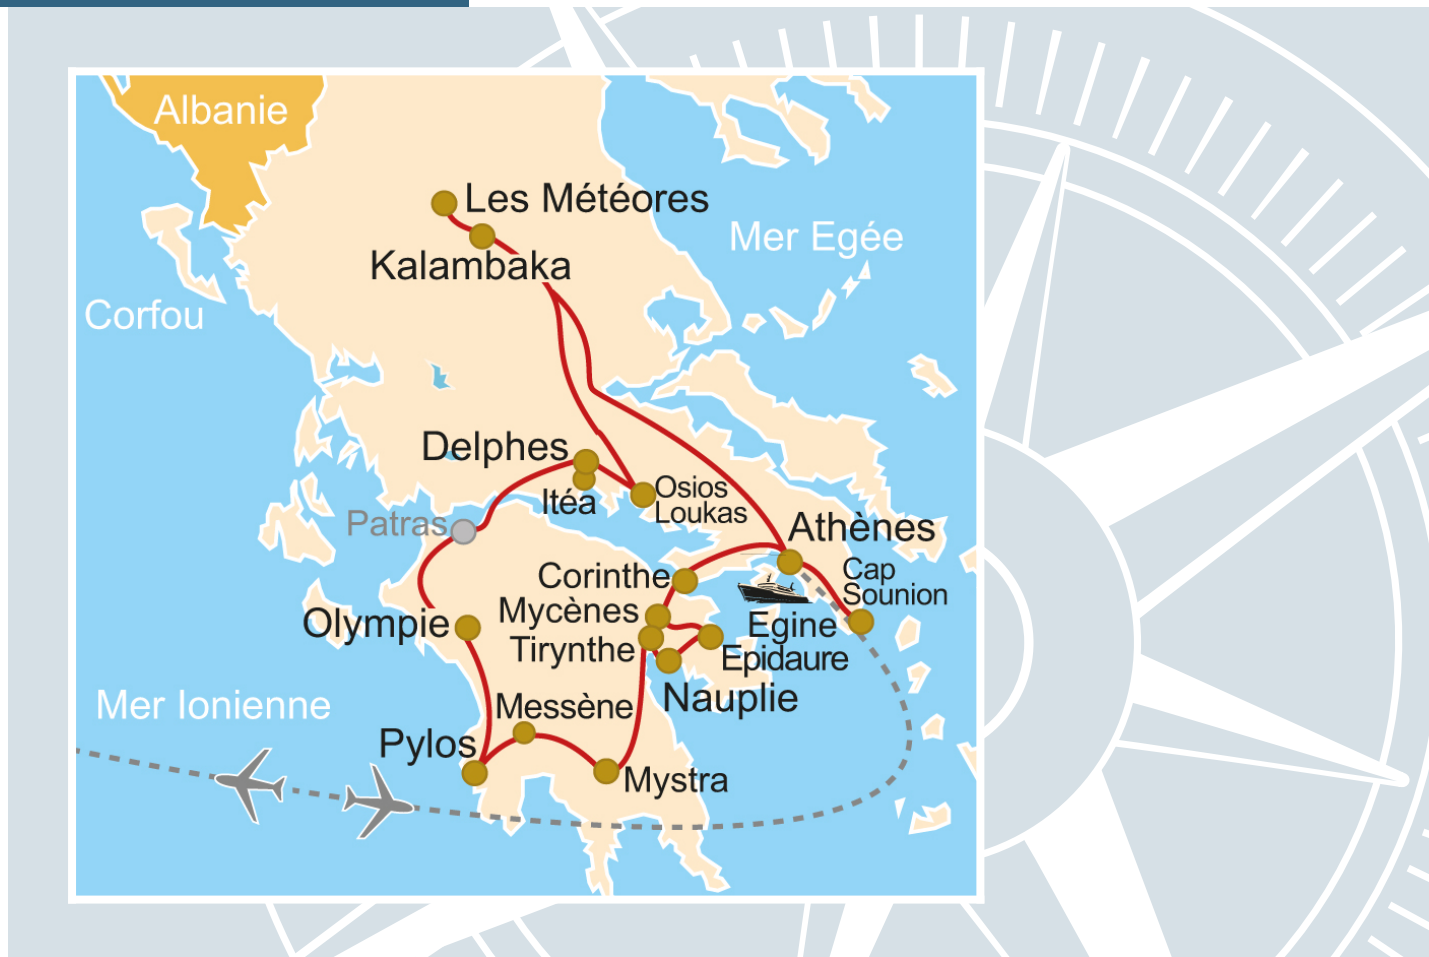 Albanie
Les Météores
Mer Egée
Kalambaka
Corfou
Delphes
Osios
Loukas
Itéa
Patras
Athènes
Cap
Sounion
Corinthe
Mycènes
Egine
Olympie
Tirynthe
Epidaure
Nauplie
Mer Ionienne
Messène
Pylos
Mystra